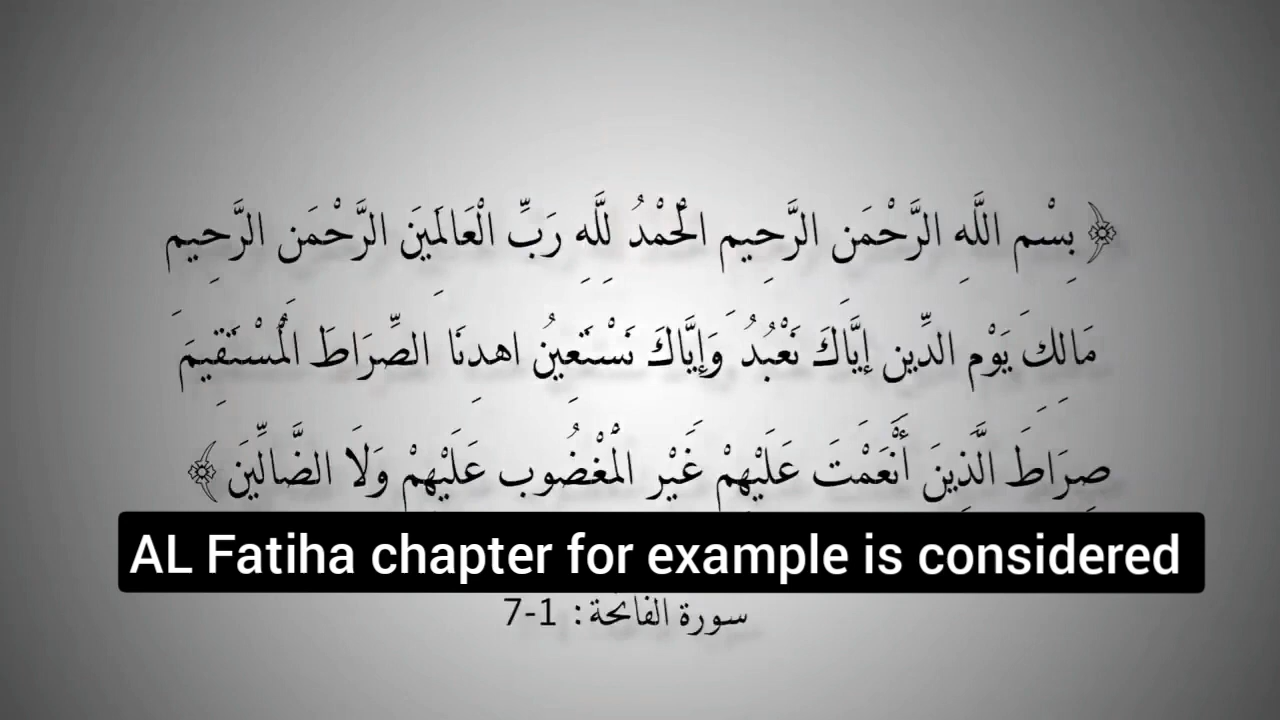 ﴿بِسْمِ اللَّهِ الرَّحْمَنِ الرَّحِيمِ الْحَمْدُ لِلَّهِ رَبِّ الْعَالَمِينَ الرَّحْمَنِ الرَّحِيمِ
مَالِكِ يَوْمِ الدِّينِ إِيَّاكَ نَعْبُدُ وَإِيَّاكَ نَسْتَعِينُ اهدِنَا الصِّرَاطَ الْمُسْتَقِيمَ
صِرَاطَ الَّذِينَ أَنْعَمْتَ عَلَيْهِمْ غَيْرِ الْمَغْضُوبِ عَلَيْهِمْ وَلَا الضَّالِّينَ﴾
AL Fatiha chapter for example is considered
سورة الفاتحة: 1-7